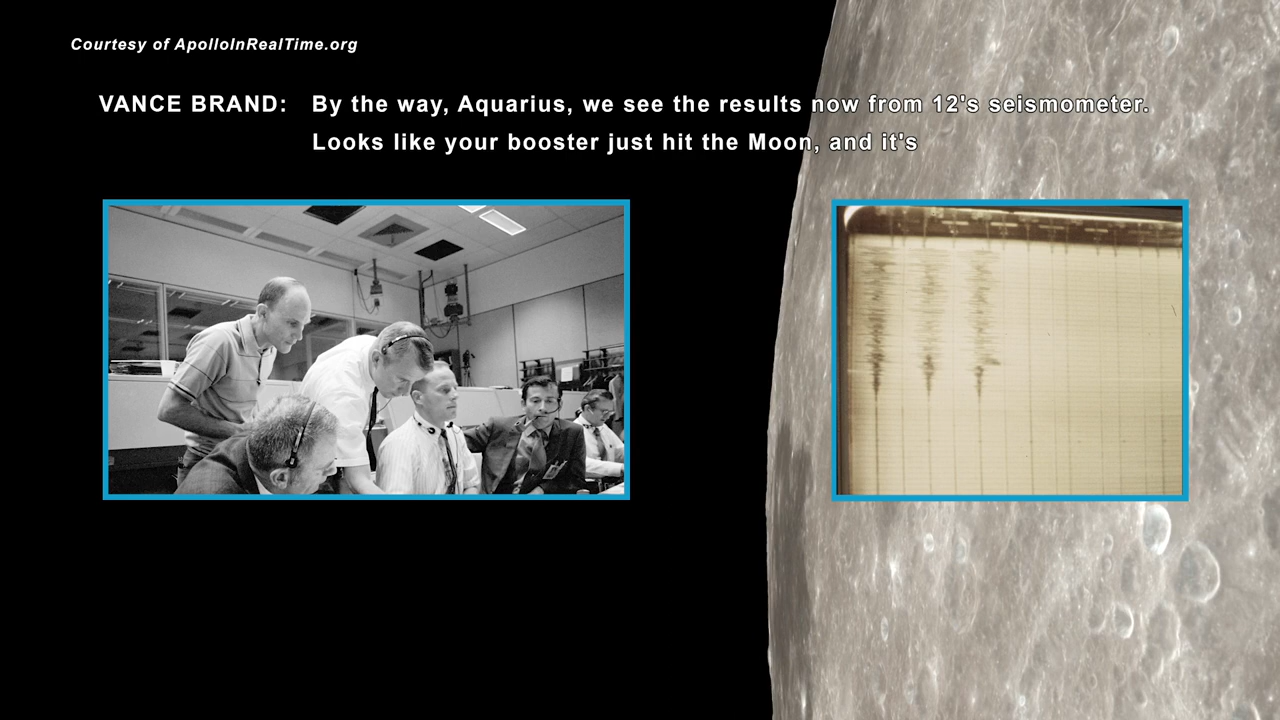 Courtesy of ApolloInRealTime.org
VANCE BRAND: By the way, Aquarius, we see the results now from 12's seismometer.
Looks like your booster just hit the Moon, and it's